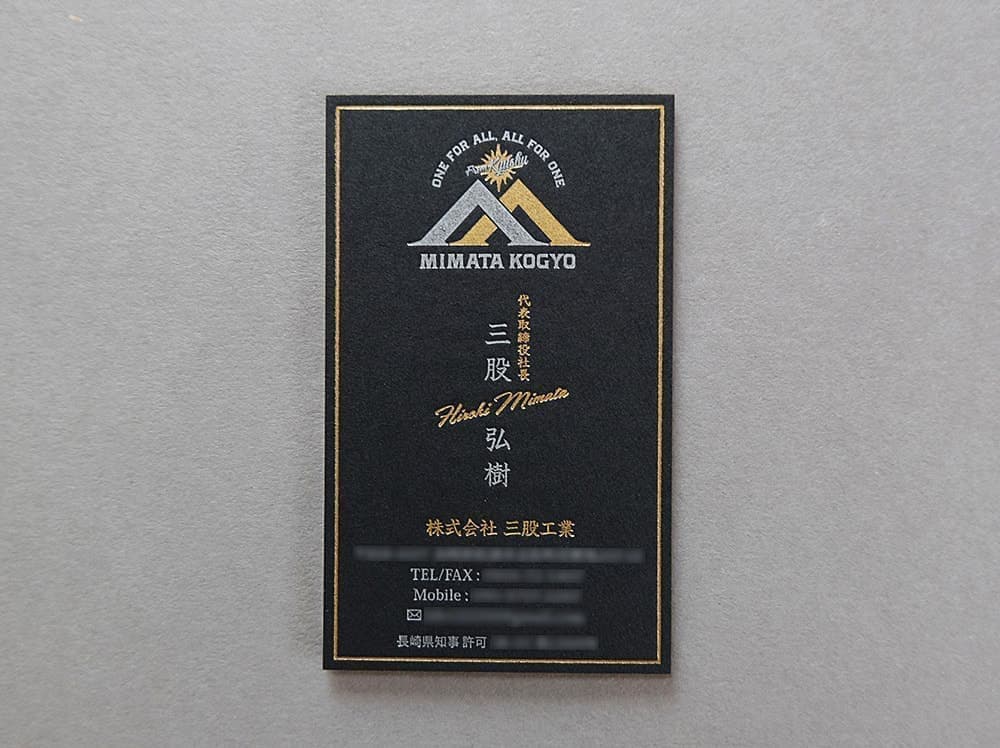 ONE FOR ALL, ALL FOR ONE
From Kyushu
MIMATA KOGYO
代表取締役社長
三股
Hiroki Mimata
弘樹
株式会社 三股工業
TEL/FAX :
Mobile :
長崎県知事 許可